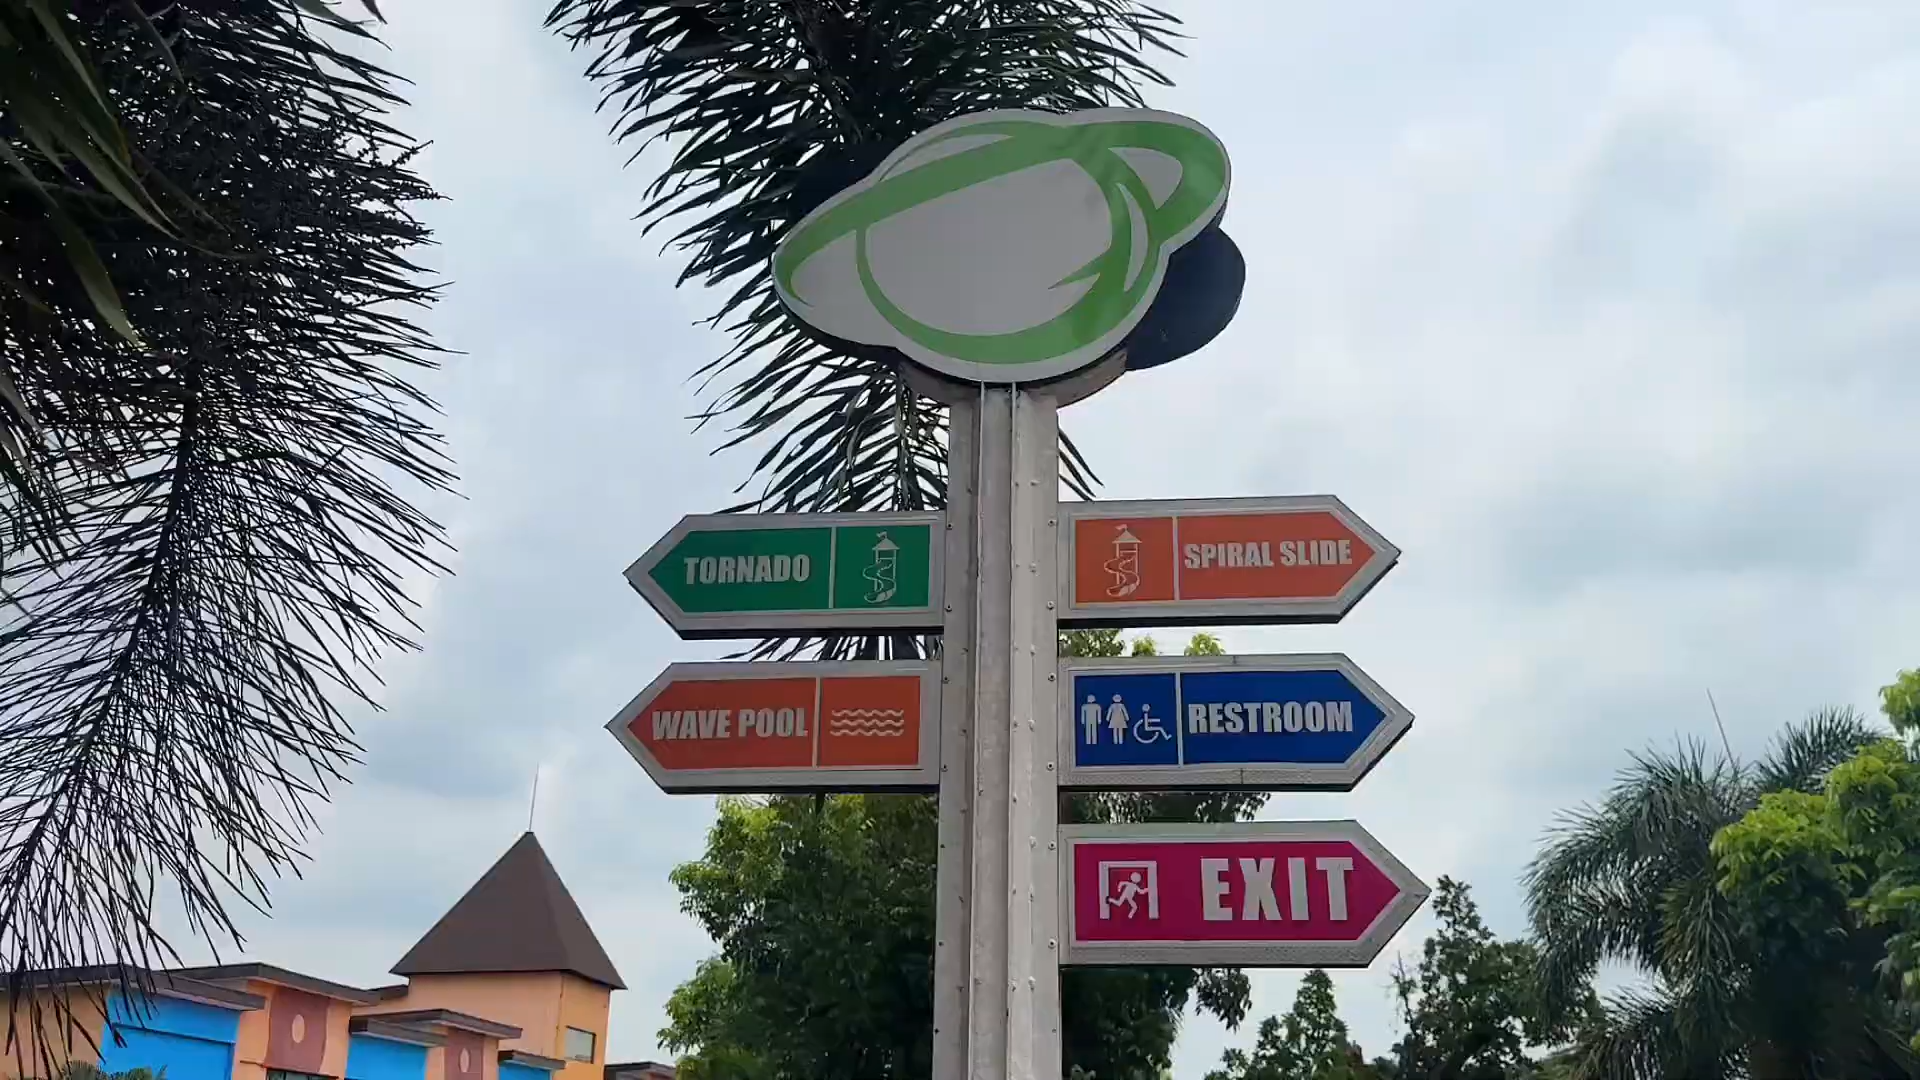 TORNADO
SPIRAL SLIDE
WAVE POOL
RESTROOM
EXIT